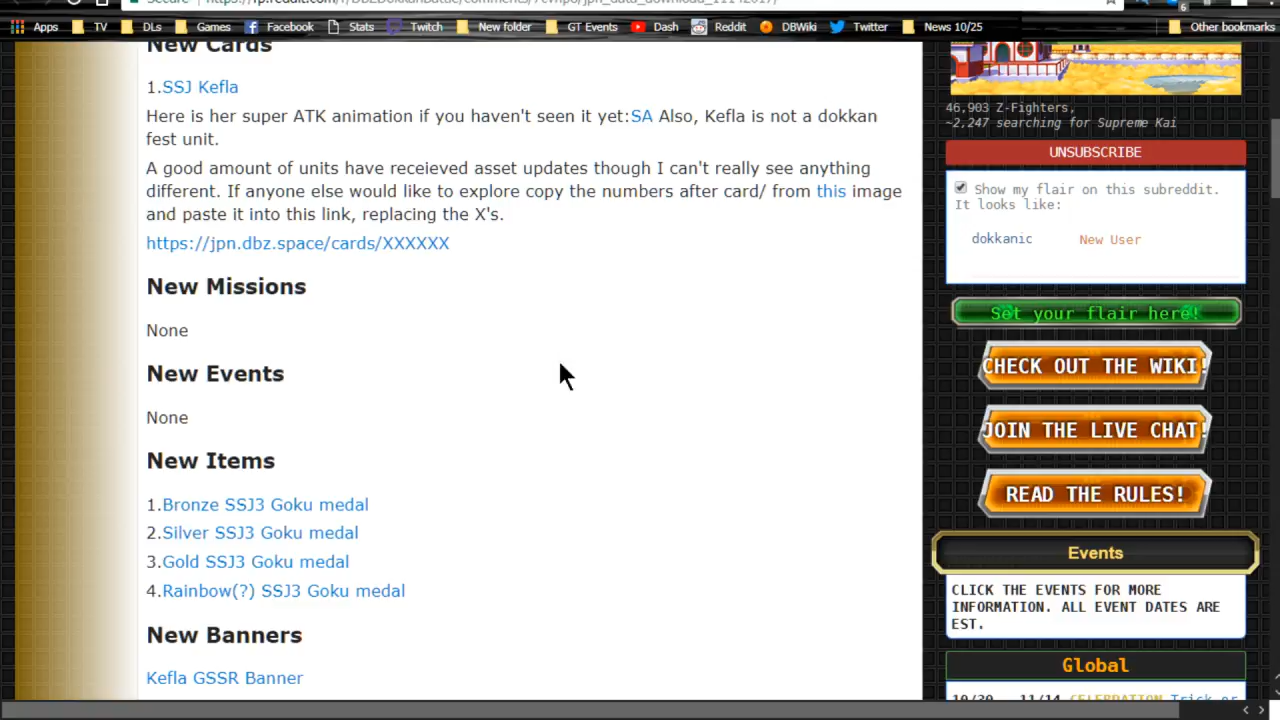 Apps TV DLs Games Facebook Stats Twitch New folder GT Events Dash Reddit DBWiki Twitter News 10/25 Other bookmarks
6
New Cards
1.SSJ Kefla
Here is her super ATK animation if you haven't seen it yet:SA Also, Kefla is not a dokkan
fest unit.
A good amount of units have receieved asset updates though I can't really see anything
different. If anyone else would like to explore copy the numbers after card/ from this image
and paste it into this link, replacing the X's.
https://jpn.dbz.space/cards/XXXXXX
New Missions
None
New Events
None
New Items
1.Bronze SSJ3 Goku medal
2.Silver SSJ3 Goku medal
3.Gold SSJ3 Goku medal
4.Rainbow(?) SSJ3 Goku medal
New Banners
Kefla GSSR Banner
46,903 Z-Fighters,
~2,247 searching for Supreme Kai
UNSUBSCRIBE
Show my flair on this subreddit.
It looks like:
dokkanic New User
Set your flair here!
CHECK OUT THE WIKI!
JOIN THE LIVE CHAT!
READ THE RULES!
Events
CLICK THE EVENTS FOR MORE
INFORMATION. ALL EVENT DATES ARE
EST.
Global
10/30 - 11/14 CELEBRATION Trick or